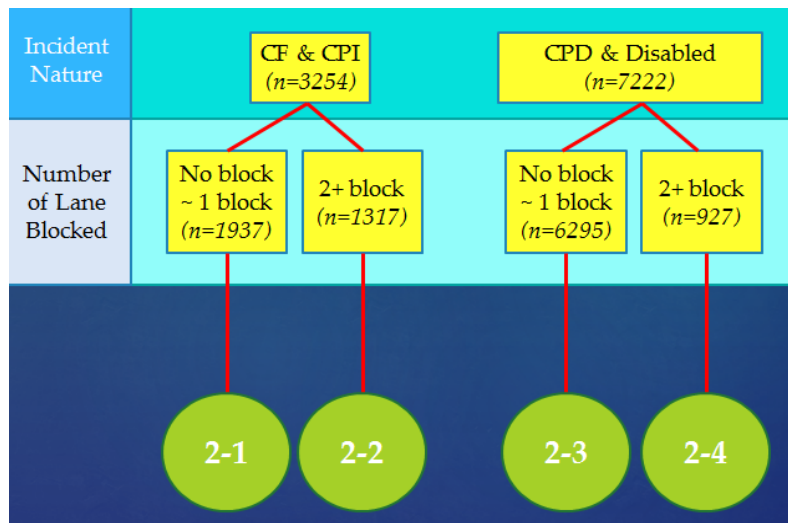 Incident
Nature
CF & CPI
(n=3254)
CPD & Disabled
(n=7222)
Number
of Lane
Blocked
No block
~ 1 block
(n=1937)
2+ block
(n=1317)
No block
~ 1 block
(n=6295)
2+ block
(n=927)
2-1
2-2
2-3
2-4